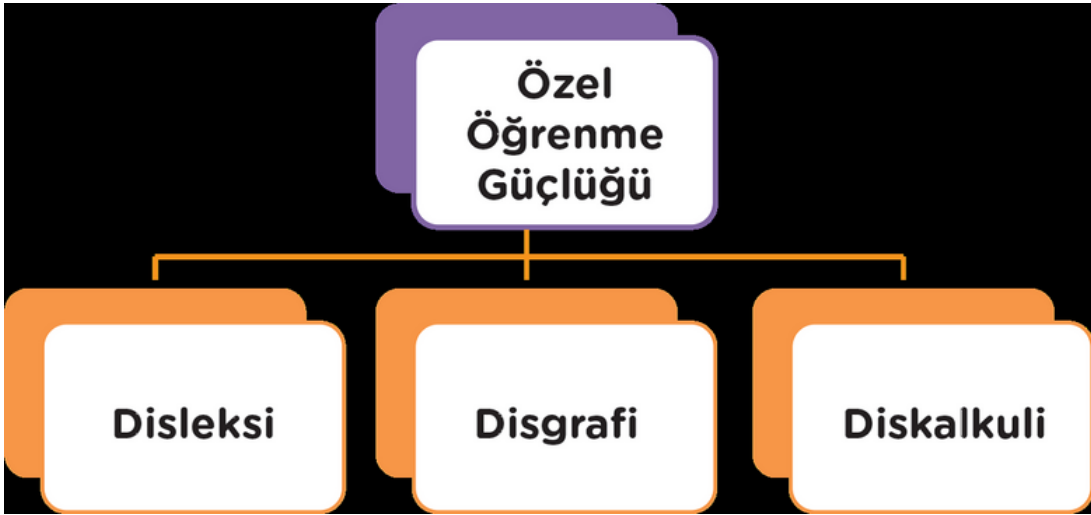 Özel
Öğrenme
Güçlüğü
Disleksi
Disgrafi
Diskalkuli